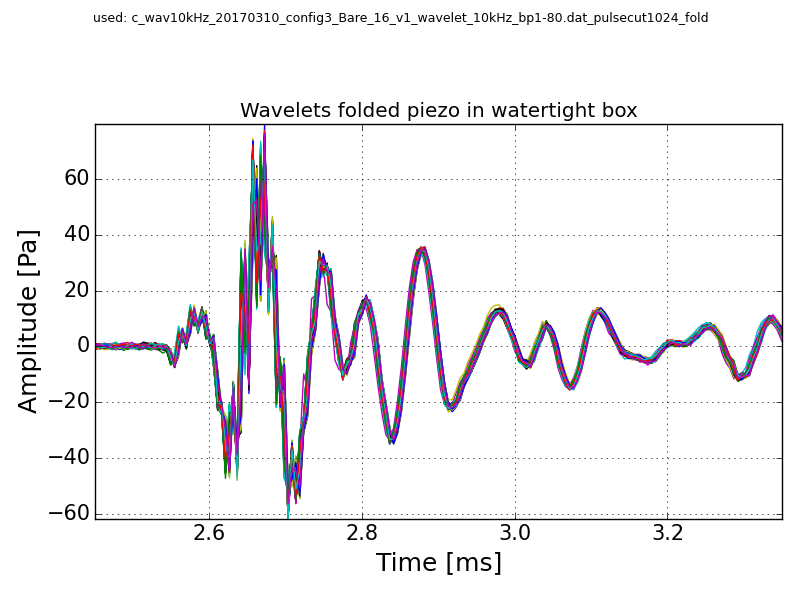 used: c_wav10kHz_20170310_config3_Bare_16_v1_wavelet_10kHz_bp1-80.dat_pulsecut1024_fold
Wavelets folded piezo in watertight box
Amplitude [Pa]
60
40
20
0
−20
−40
−60
2.6
2.8
3.0
3.2
Time [ms]